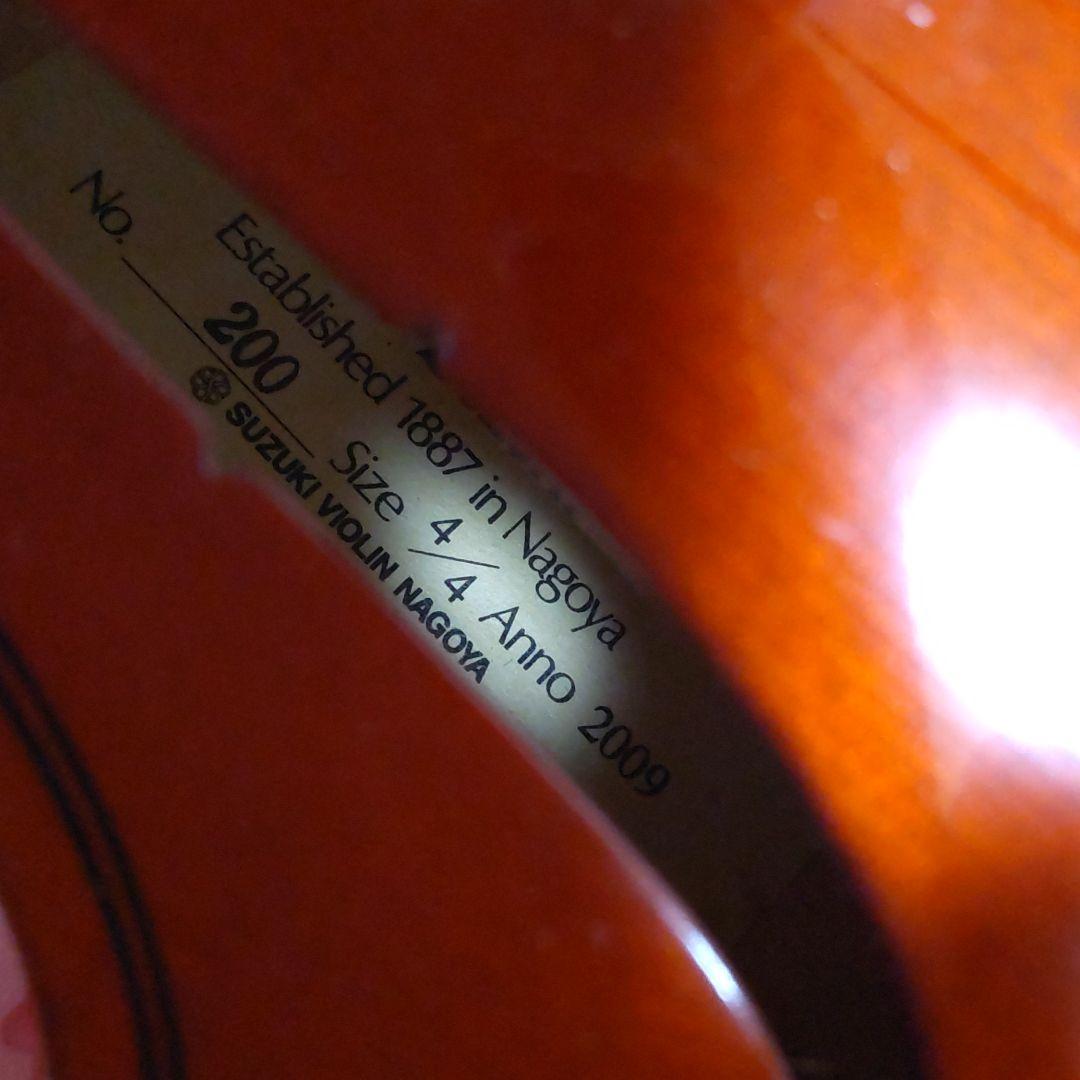 Established 1887 in Nagoya
No. 200 Size 4/4 Anno 2009
SUZUKI VIOLIN NAGOYA